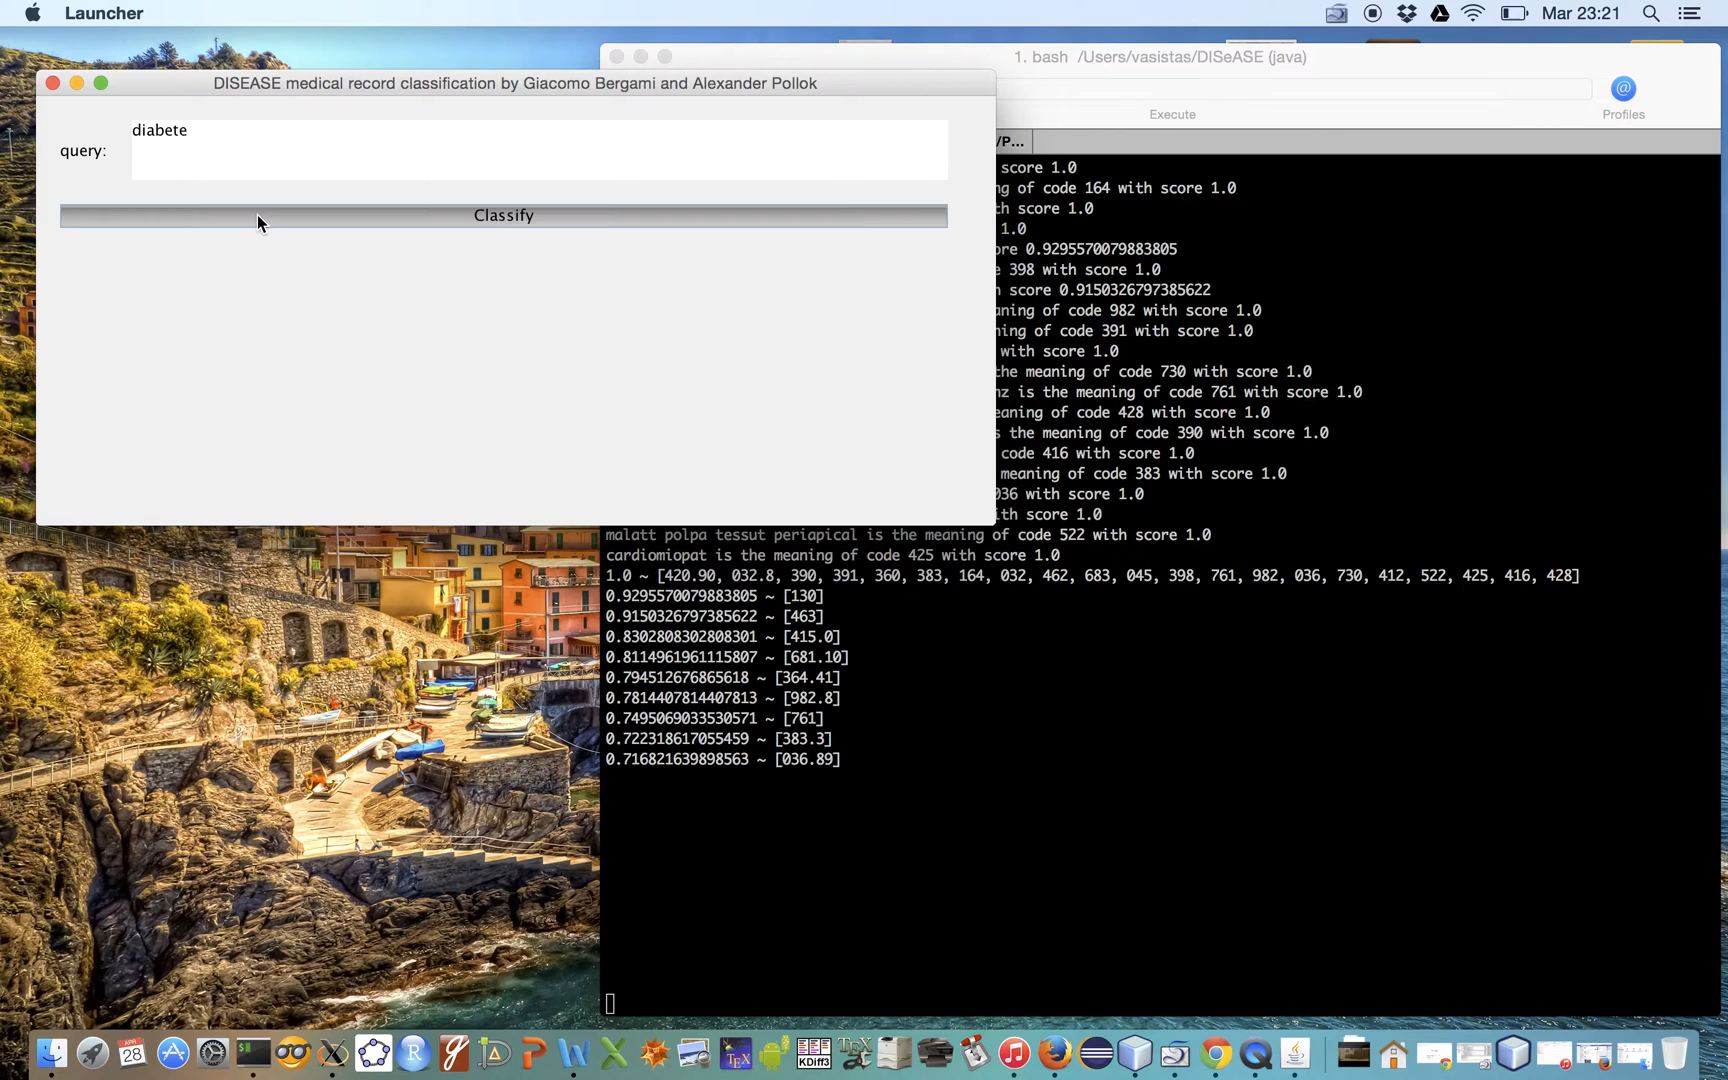 Launcher
Mar 23:21
1. bash /Users/vasistas/DISeASE (java)
DISEASE medical record classification by Giacomo Bergami and Alexander Pollok
Execute
Profiles
query:
diabete
Classify
/P...
score 1.0
ng of code 164 with score 1.0
th score 1.0
1.0
ore 0.9295570079883805
e 398 with score 1.0
score 0.9150326797385622
aning of code 982 with score 1.0
ning of code 391 with score 1.0
with score 1.0
the meaning of code 730 with score 1.0
nz is the meaning of code 761 with score 1.0
eaning of code 428 with score 1.0
s the meaning of code 390 with score 1.0
code 416 with score 1.0
meaning of code 383 with score 1.0
036 with score 1.0
ith score 1.0
malatt polpa tessut periapical is the meaning of code 522 with score 1.0
cardiomiopat is the meaning of code 425 with score 1.0
1.0 ~ [420.90, 032.8, 390, 391, 360, 383, 164, 032, 462, 683, 045, 398, 761, 982, 036, 730, 412, 522, 425, 416, 428]
0.9295570079883805 ~ [130]
0.9150326797385622 ~ [463]
0.8302808302808301 ~ [415.0]
0.8114961961115807 ~ [681.10]
0.794512676865618 ~ [364.41]
0.7814407814407813 ~ [982.8]
0.7495069033530571 ~ [761]
0.722318617055459 ~ [383.3]
0.716821639898563 ~ [036.89]
APR
28
KDiff3